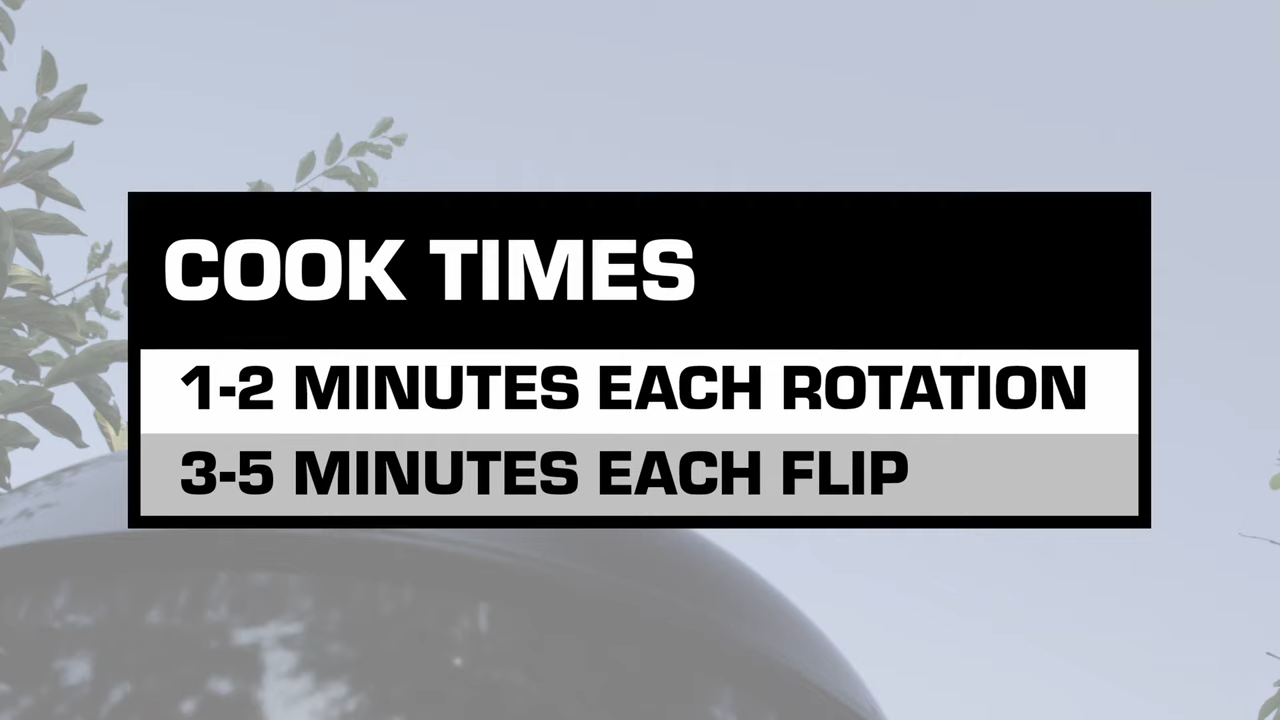 COOK TIMES
1-2 MINUTES EACH ROTATION
3-5 MINUTES EACH FLIP